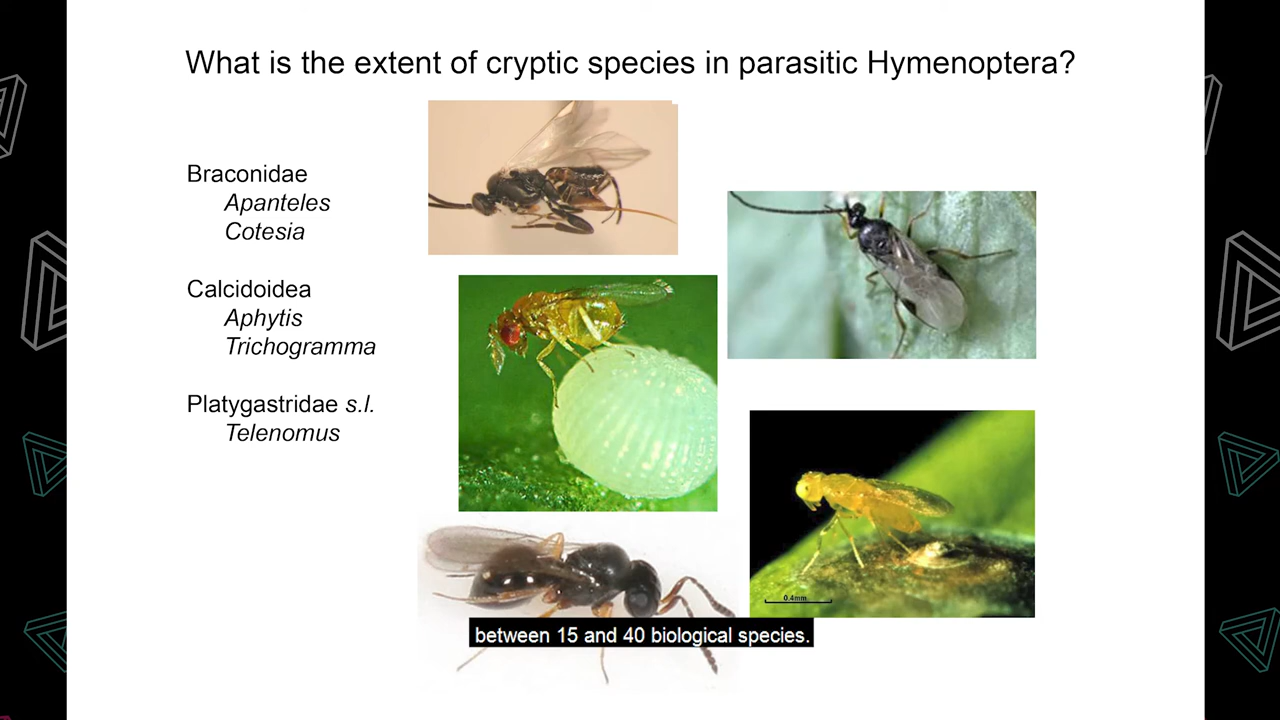 What is the extent of cryptic species in parasitic Hymenoptera?
Braconidae
Apanteles
Cotesia
Calcidoidea
Aphytis
Trichogramma
Platygastridae s.l.
Telenomus
0.4mm
between 15 and 40 biological species.